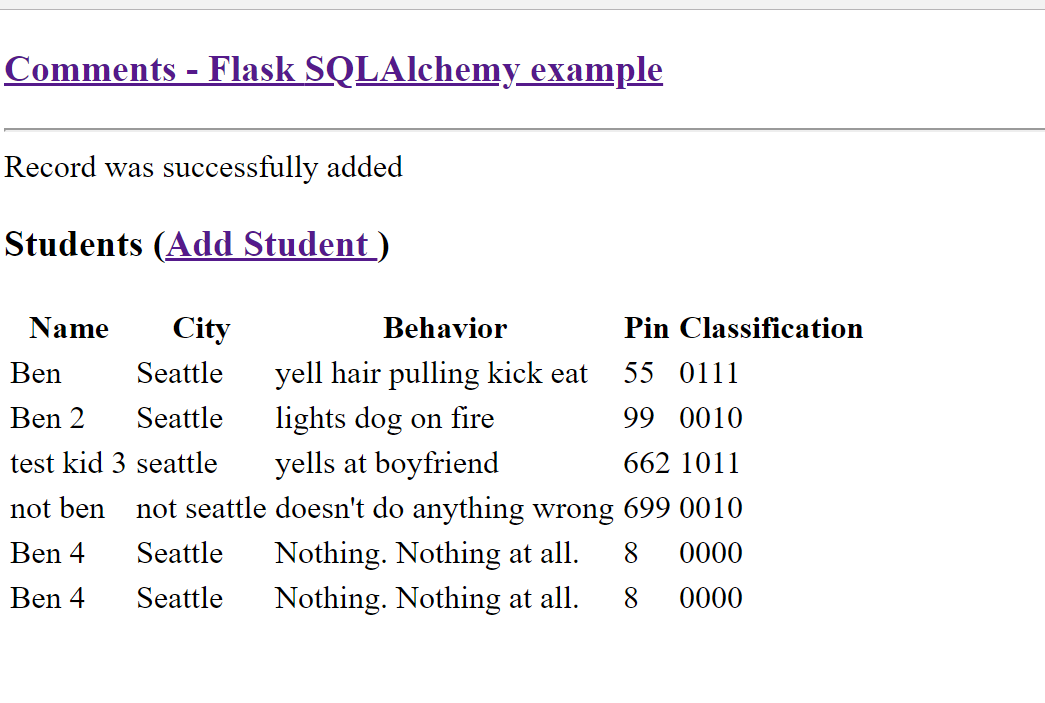 Comments - Flask SQLAlchemy example
Record was successfully added
Students (Add Student )
Name City Behavior Pin Classification
Ben Seattle yell hair pulling kick eat 55 0111
Ben 2 Seattle lights dog on fire 99 0010
test kid 3 seattle yells at boyfriend 662 1011
not ben not seattle doesn't do anything wrong 699 0010
Ben 4 Seattle Nothing. Nothing at all. 8 0000
Ben 4 Seattle Nothing. Nothing at all. 8 0000